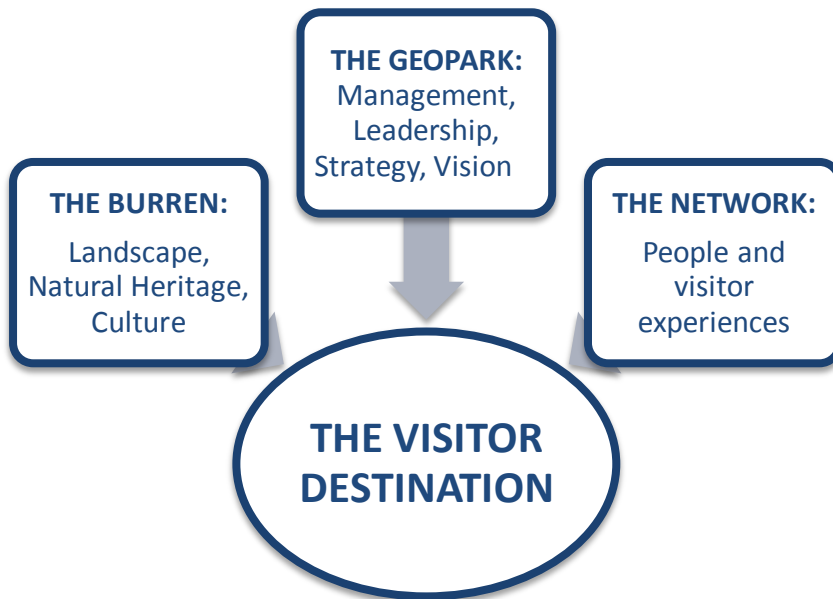 THE GEOPARK:
Management,
Leadership,
Strategy, Vision
THE BURREN:
Landscape,
Natural Heritage,
Culture
THE NETWORK:
People and
visitor
experiences
THE VISITOR
DESTINATION